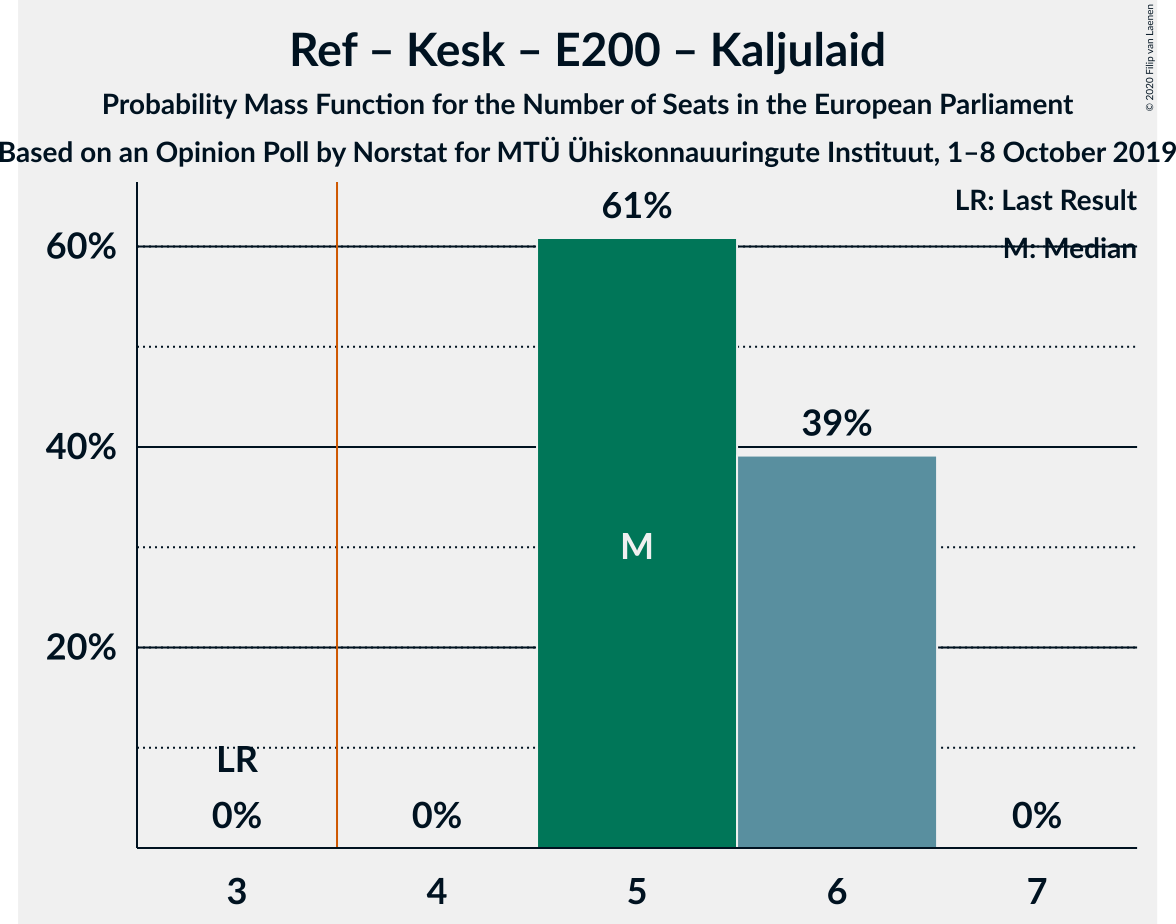 Ref – Kesk – E200 – Kaljulaid
Probability Mass Function for the Number of Seats in the European Parliament
Based on an Opinion Poll by Norstat for MTÜ Ühiskonnauuringute Instituut, 1–8 October 2019
© 2020 Filip van Laenen
LR: Last Result
M: Median
61%
60%
39%
40%
M
20%
LR
0%
0%
0%
3
4
5
6
7